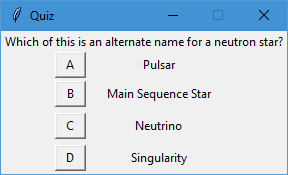 Quiz
Which of this is an alternate name for a neutron star?
A Pulsar
B Main Sequence Star
C Neutrino
D Singularity